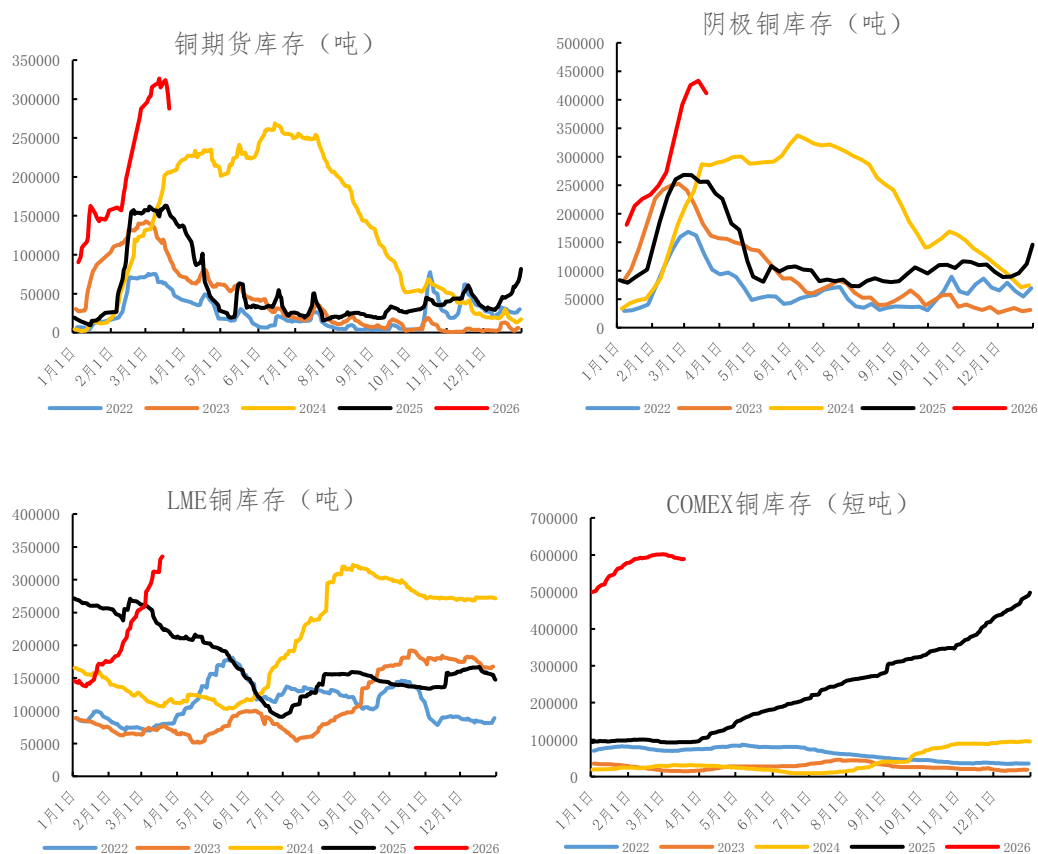 铜期货库存（吨）
350000
300000
250000
200000
150000
100000
50000
0
1月1日
2月1日
3月1日
4月1日
5月1日
6月1日
7月1日
8月1日
9月1日
10月1日
11月1日
12月1日
2022 2023 2024 2025 2026
阴极铜库存（吨）
500000
450000
400000
350000
300000
250000
200000
150000
100000
50000
0
1月1日
2月1日
3月1日
4月1日
5月1日
6月1日
7月1日
8月1日
9月1日
10月1日
11月1日
12月1日
2022 2023 2024 2025 2026
LME铜库存（吨）
400000
350000
300000
250000
200000
150000
100000
50000
0
1月1日
2月1日
3月1日
4月1日
5月1日
6月1日
7月1日
8月1日
9月1日
10月1日
11月1日
12月1日
2022 2023 2024 2025 2026
COMEX铜库存（短吨）
700000
600000
500000
400000
300000
200000
100000
0
1月1日
2月1日
3月1日
4月1日
5月1日
6月1日
7月1日
8月1日
9月1日
10月1日
11月1日
12月1日
2022 2023 2024 2025 2026